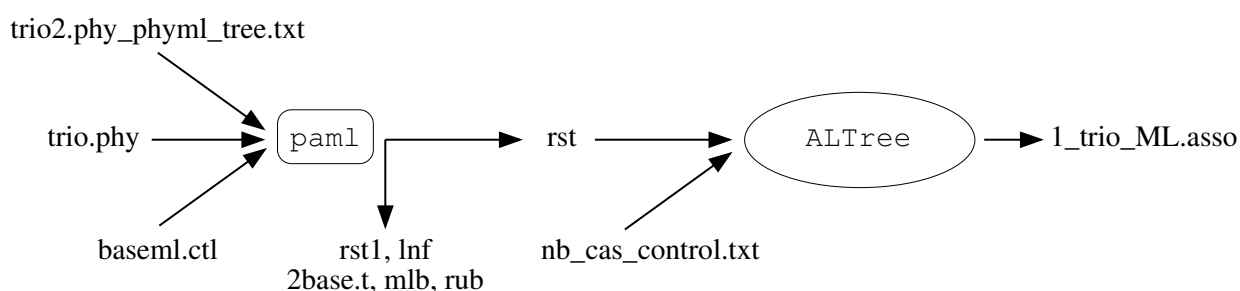 trio2.phy_phyml_tree.txt
trio.phy
paml
rst
ALTree
1_trio_ML.asso
baseml.ctl
rst1, lnf
2base.t, mlb, rub
nb_cas_control.txt